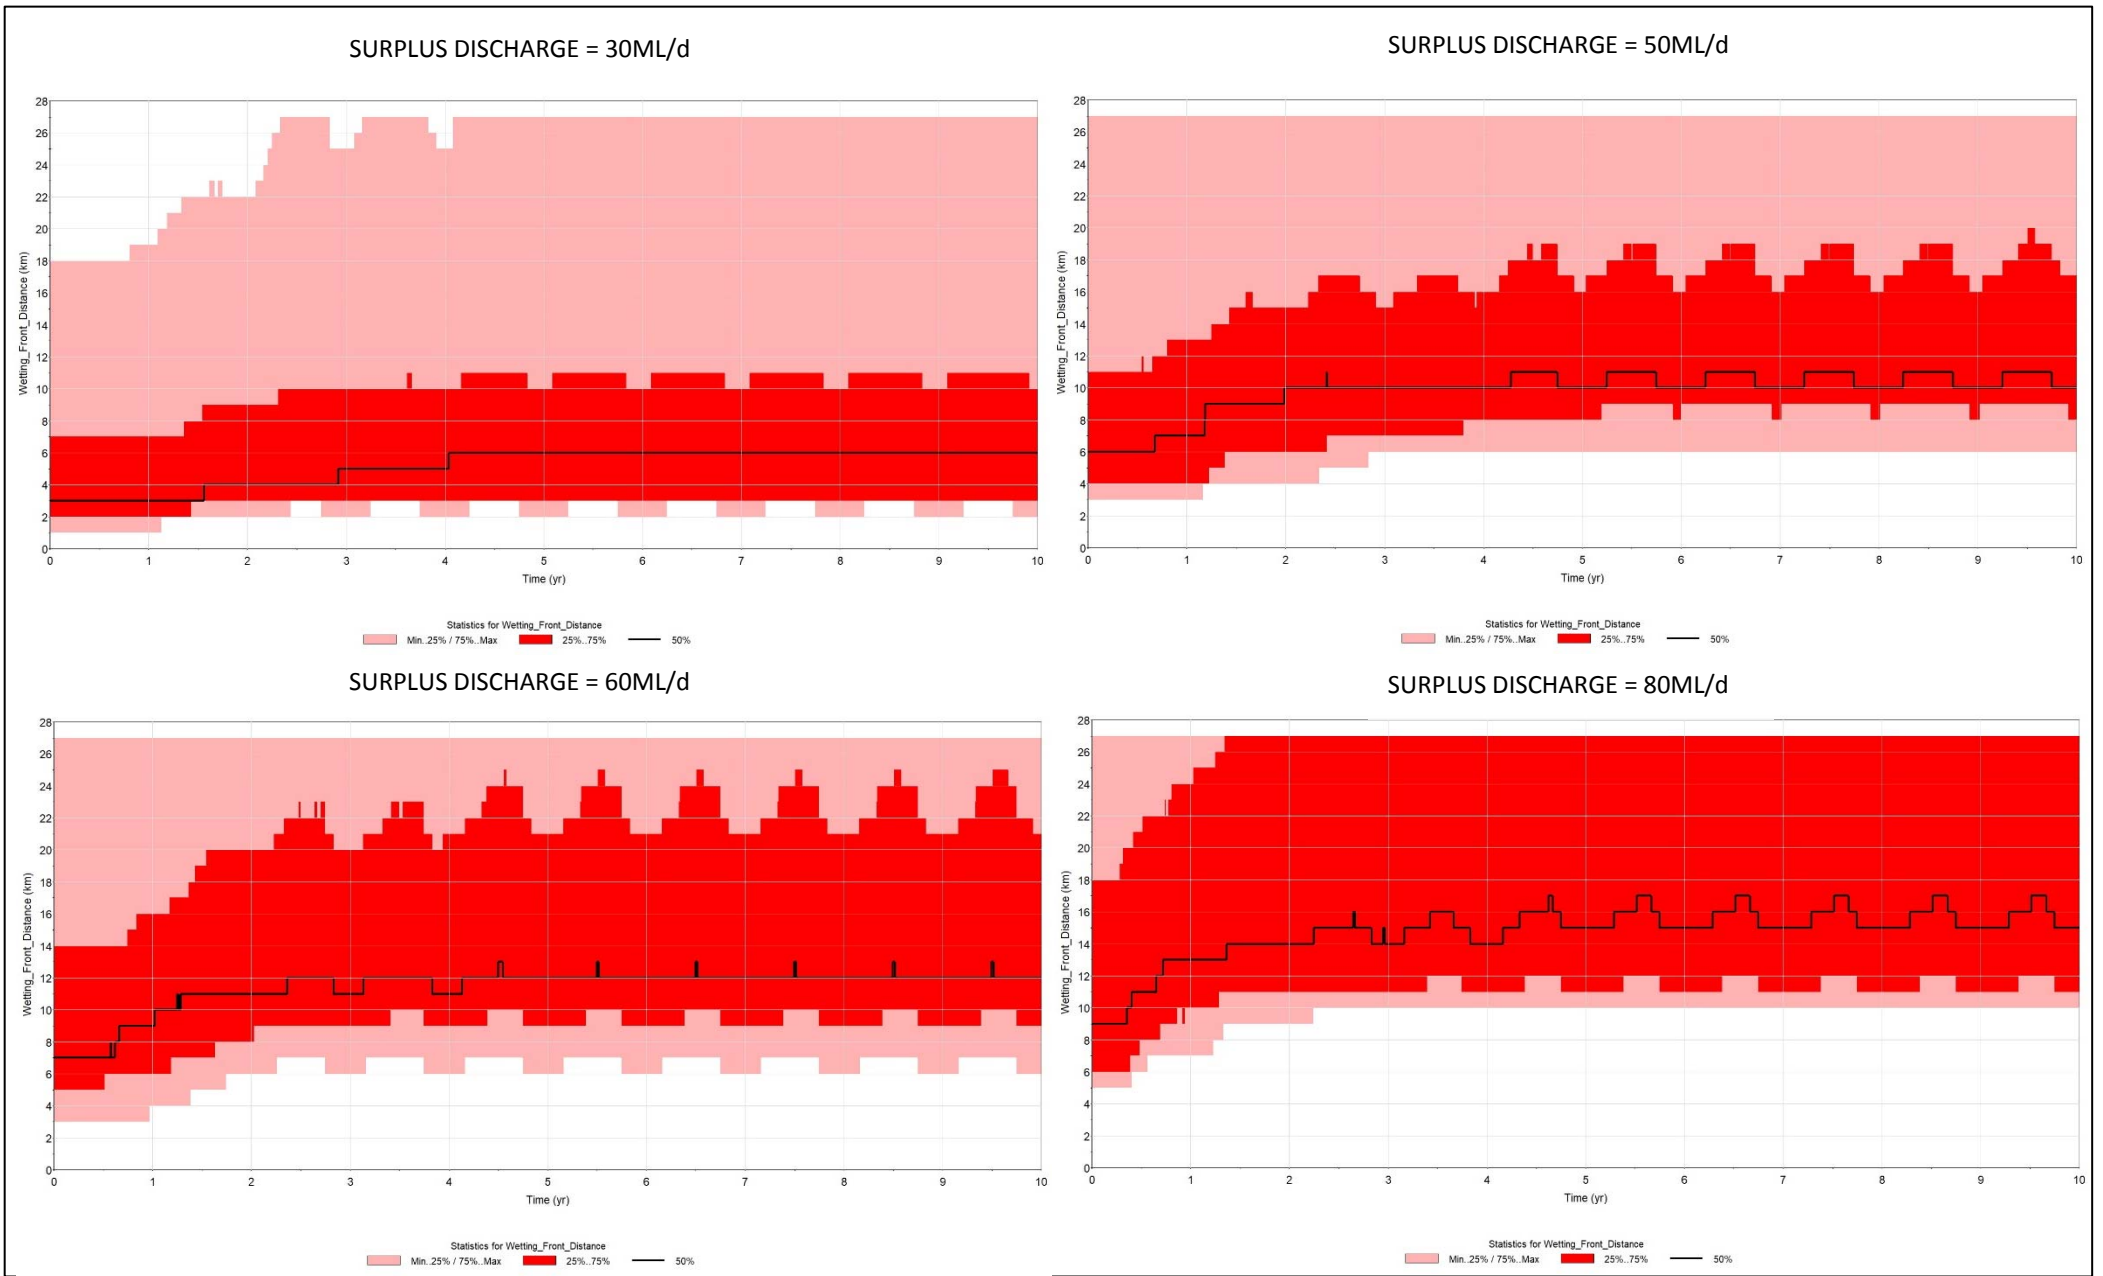 SURPLUS DISCHARGE = 30ML/d
28
26
24
22
20
18
16
14
12
10
8
6
4
2
0
Wetting_Front_Distance (km)
0 1 2 3 4 5 6 7 8 9 10
Time (yr)
Statistics for Wetting_Front_Distance
Min..25% / 75%..Max 25%..75% 50%
SURPLUS DISCHARGE = 50ML/d
28
26
24
22
20
18
16
14
12
10
8
6
4
2
0
Wetting_Front_Distance (km)
0 1 2 3 4 5 6 7 8 9 10
Time (yr)
Statistics for Wetting_Front_Distance
Min..25% / 75%..Max 25%..75% 50%
SURPLUS DISCHARGE = 60ML/d
28
26
24
22
20
18
16
14
12
10
8
6
4
2
0
Wetting_Front_Distance (km)
0 1 2 3 4 5 6 7 8 9 10
Time (yr)
Statistics for Wetting_Front_Distance
Min..25% / 75%..Max 25%..75% 50%
SURPLUS DISCHARGE = 80ML/d
28
26
24
22
20
18
16
14
12
10
8
6
4
2
0
Wetting_Front_Distance (km)
0 1 2 3 4 5 6 7 8 9 10
Time (yr)
Statistics for Wetting_Front_Distance
Min..25% / 75%..Max 25%..75% 50%